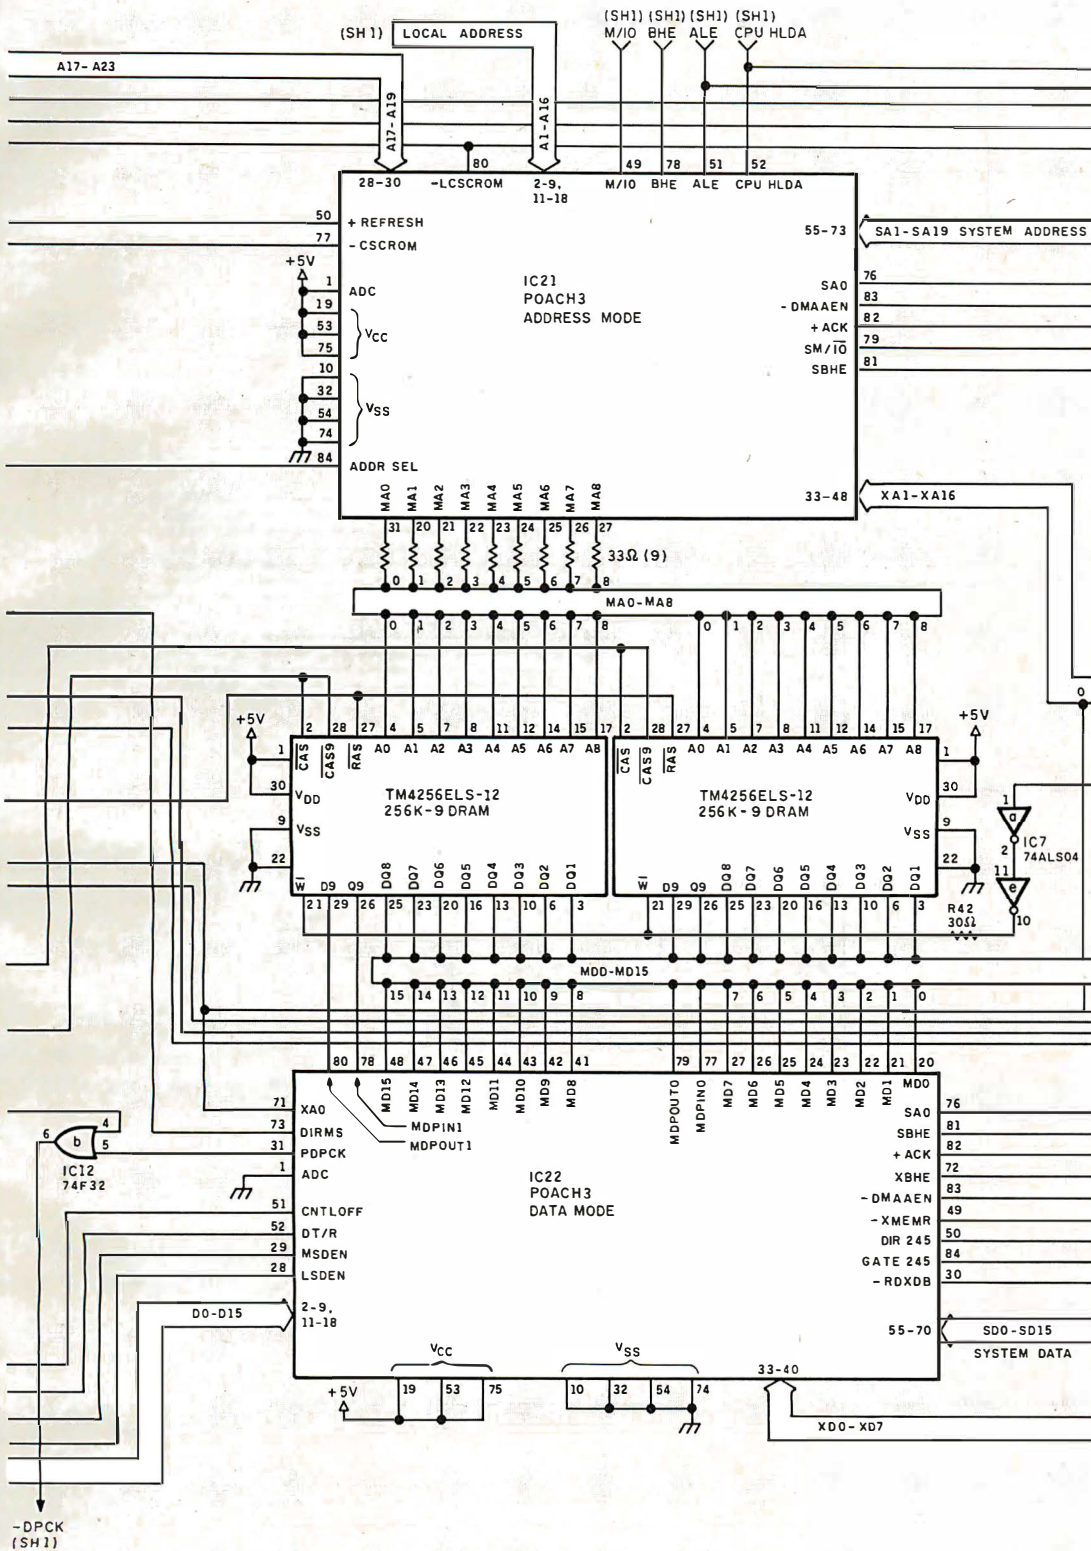 (SH1) (SH1) (SH1) (SH1)
M/IO BHE ALE CPU HLDA
(SH1) LOCAL ADDRESS
A17-A23
A17-A19
A1-A16
80 49 78 51 52
28-30 -LCSCROM 2-9, M/IO BHE ALE CPU HLDA
11-18
50 + REFRESH
77 -CSCROM
+5V
1 ADC
19
53 VCC
75
10
32 VSS
54
74
84 ADDR SEL
IC21
POACH3
ADDRESS MODE
55-73 SA1-SA19 SYSTEM ADDRESS
SA0 76
-DMAAEN 83
+ACK 82
SM/IO 79
SBHE 81
33-48 XA1-XA16
MA0 MA1 MA2 MA3 MA4 MA5 MA6 MA7 MA8
31 20 21 22 23 24 25 26 27
33Ω (9)
0 1 2 3 4 5 6 7 8
MA0-MA8
0 1 2 3 4 5 6 7 8 0 1 2 3 4 5 6 7 8
0
+5V
2 28 27 4 5 7 8 11 12 14 15 17
CAS CAS9 RAS A0 A1 A2 A3 A4 A5 A6 A7 A8
1
30 VDD
9 VSS
22
TM4256ELS-12
256K-9 DRAM
W D9 Q9 DQ8 DQ7 DQ6 DQ5 DQ4 DQ3 DQ2 DQ1
21 29 26 25 23 20 16 13 10 6 3
2 28 27 4 5 7 8 11 12 14 15 17
CAS CAS9 RAS A0 A1 A2 A3 A4 A5 A6 A7 A8
+5V
1
VDD 30
VSS 9
22
TM4256ELS-12
256K-9 DRAM
W D9 Q9 DQ8 DQ7 DQ6 DQ5 DQ4 DQ3 DQ2 DQ1
21 29 26 25 23 20 16 13 10 6 3
1
a
IC7
74ALS04
2
11
e
10
R42
30Ω
MDD-MD15
15 14 13 12 11 10 9 8 7 6 5 4 3 2 1 0
80 78 48 47 46 45 44 43 42 41 79 77 27 26 25 24 23 22 21 20
MD15 MD14 MD13 MD12 MD11 MD10 MD9 MD8 MDPOUT0 MDPIN0 MD7 MD6 MD5 MD4 MD3 MD2 MD1 MD0
MDPIN1
MDPOUT1
71 XA0
73 DIRMS
31 PDPCK
1 ADC
51 CNTLOFF
52 DT/R
29 MSDEN
28 LSDEN
D0-D15 2-9,
11-18
6 b 4
5
IC12
74F32
IC22
POACH3
DATA MODE
SA0 76
SBHE 81
+ACK 82
XBHE 72
-DMAAEN 83
-XMEMR 49
DIR 245 50
GATE 245 84
-RDXDB 30
55-70 SD0-SD15
SYSTEM DATA
VCC VSS 33-40
+5V 19 53 75 10 32 54 74
XD0-XD7
-DPCK
(SH1)